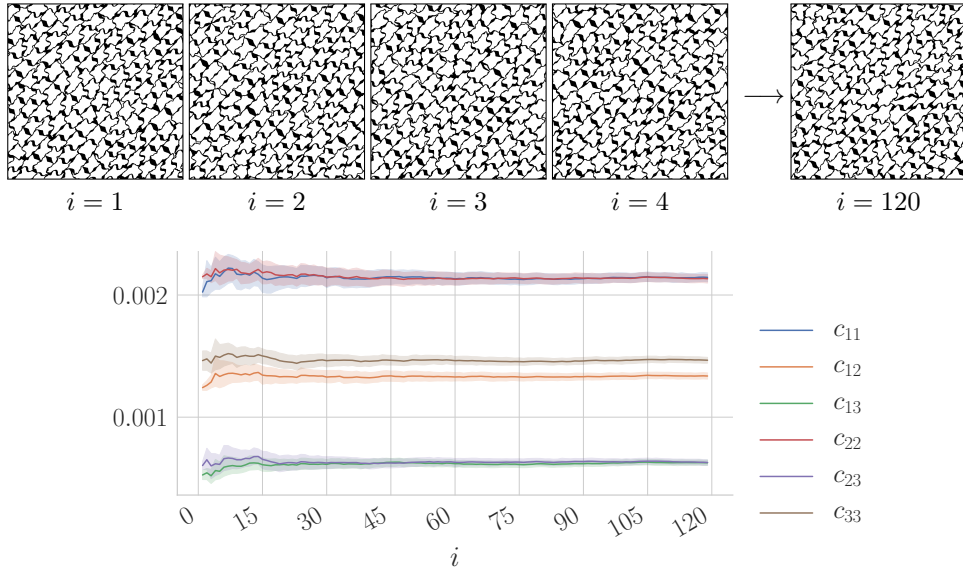 i = 1
i = 2
i = 3
i = 4
→
i = 120
0.002
0.001
0
15
30
45
60
75
90
105
120
i
c₁₁
c₁₂
c₁₃
c₂₂
c₂₃
c₃₃